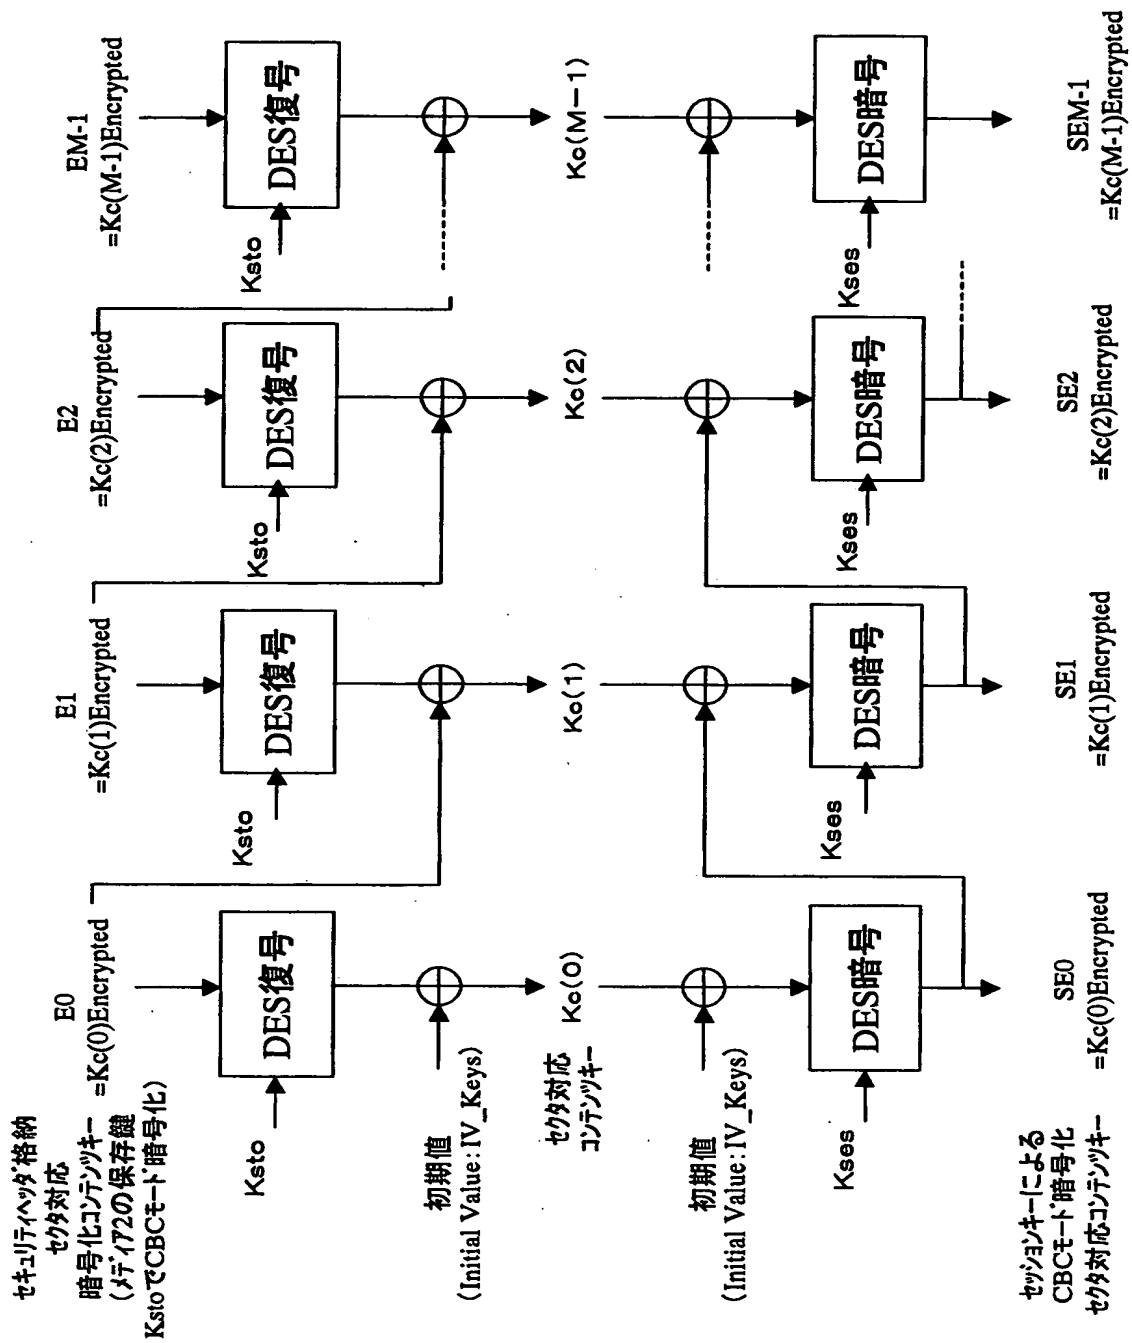 セキュリティヘッダ格納
セクタ対応
暗号化コンテンツキー
(メディア2の保存鍵
KstoでCBCモード暗号化)
E0
=Kc(0)Encrypted
E1
=Kc(1)Encrypted
E2
=Kc(2)Encrypted
EM-1
=Kc(M-1)Encrypted
Ksto
DES復号
Ksto
DES復号
Ksto
DES復号
Ksto
DES復号
初期値
(Initial Value:IV_Keys)
セクタ対応
コンテンツキー
Kc(0)
Kc(1)
Kc(2)
Kc(M-1)
初期値
(Initial Value:IV_Keys)
Kses
DES暗号
Kses
DES暗号
Kses
DES暗号
Kses
DES暗号
セッションキーによる
CBCモード暗号化
セクタ対応コンテンツキー
SE0
=Kc(0)Encrypted
SE1
=Kc(1)Encrypted
SE2
=Kc(2)Encrypted
SEM-1
=Kc(M-1)Encrypted